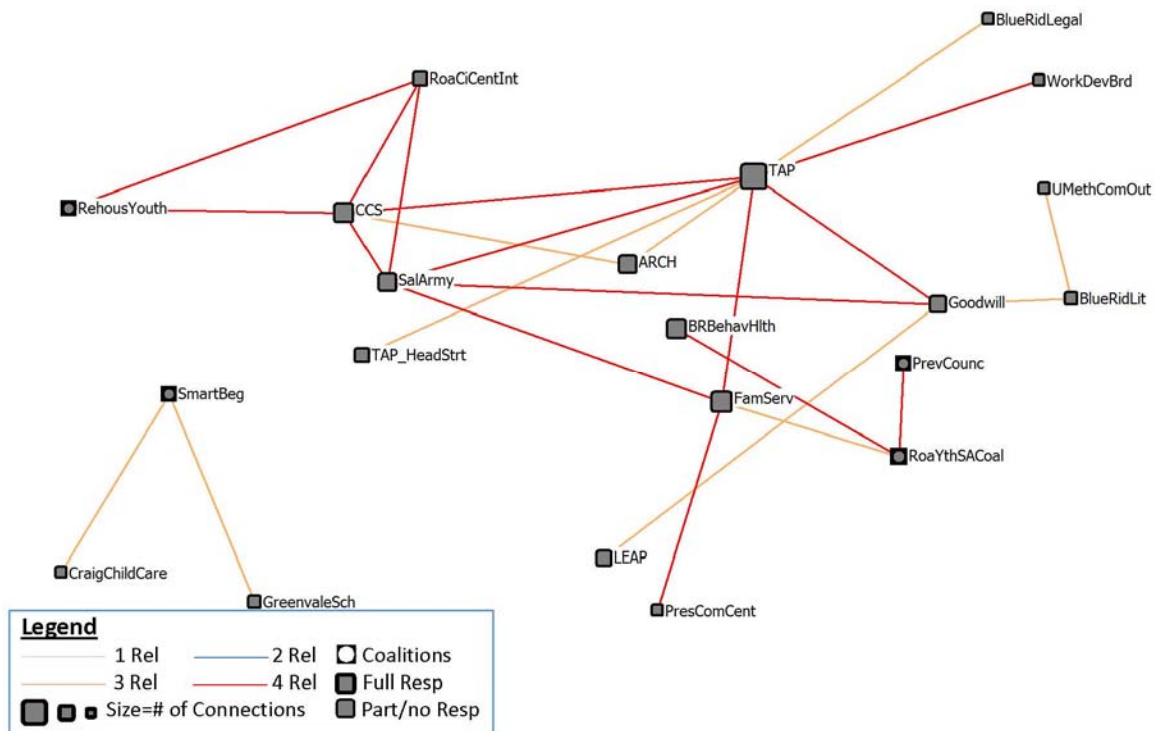 BlueRidLegal
RoaCiCentInt
WorkDevBrd
TAP
UMethComOut
RehousYouth
CCS
ARCH
SalArmy
BlueRidLit
Goodwill
BRBehavHlth
TAP_HeadStrt
PrevCounc
SmartBeg
FamServ
RoaYthSACoal
LEAP
CraigChildCare
GreenvaleSch
PresComCent
Legend
1 Rel 2 Rel Coalitions
3 Rel 4 Rel Full Resp
Size=# of Connections Part/no Resp